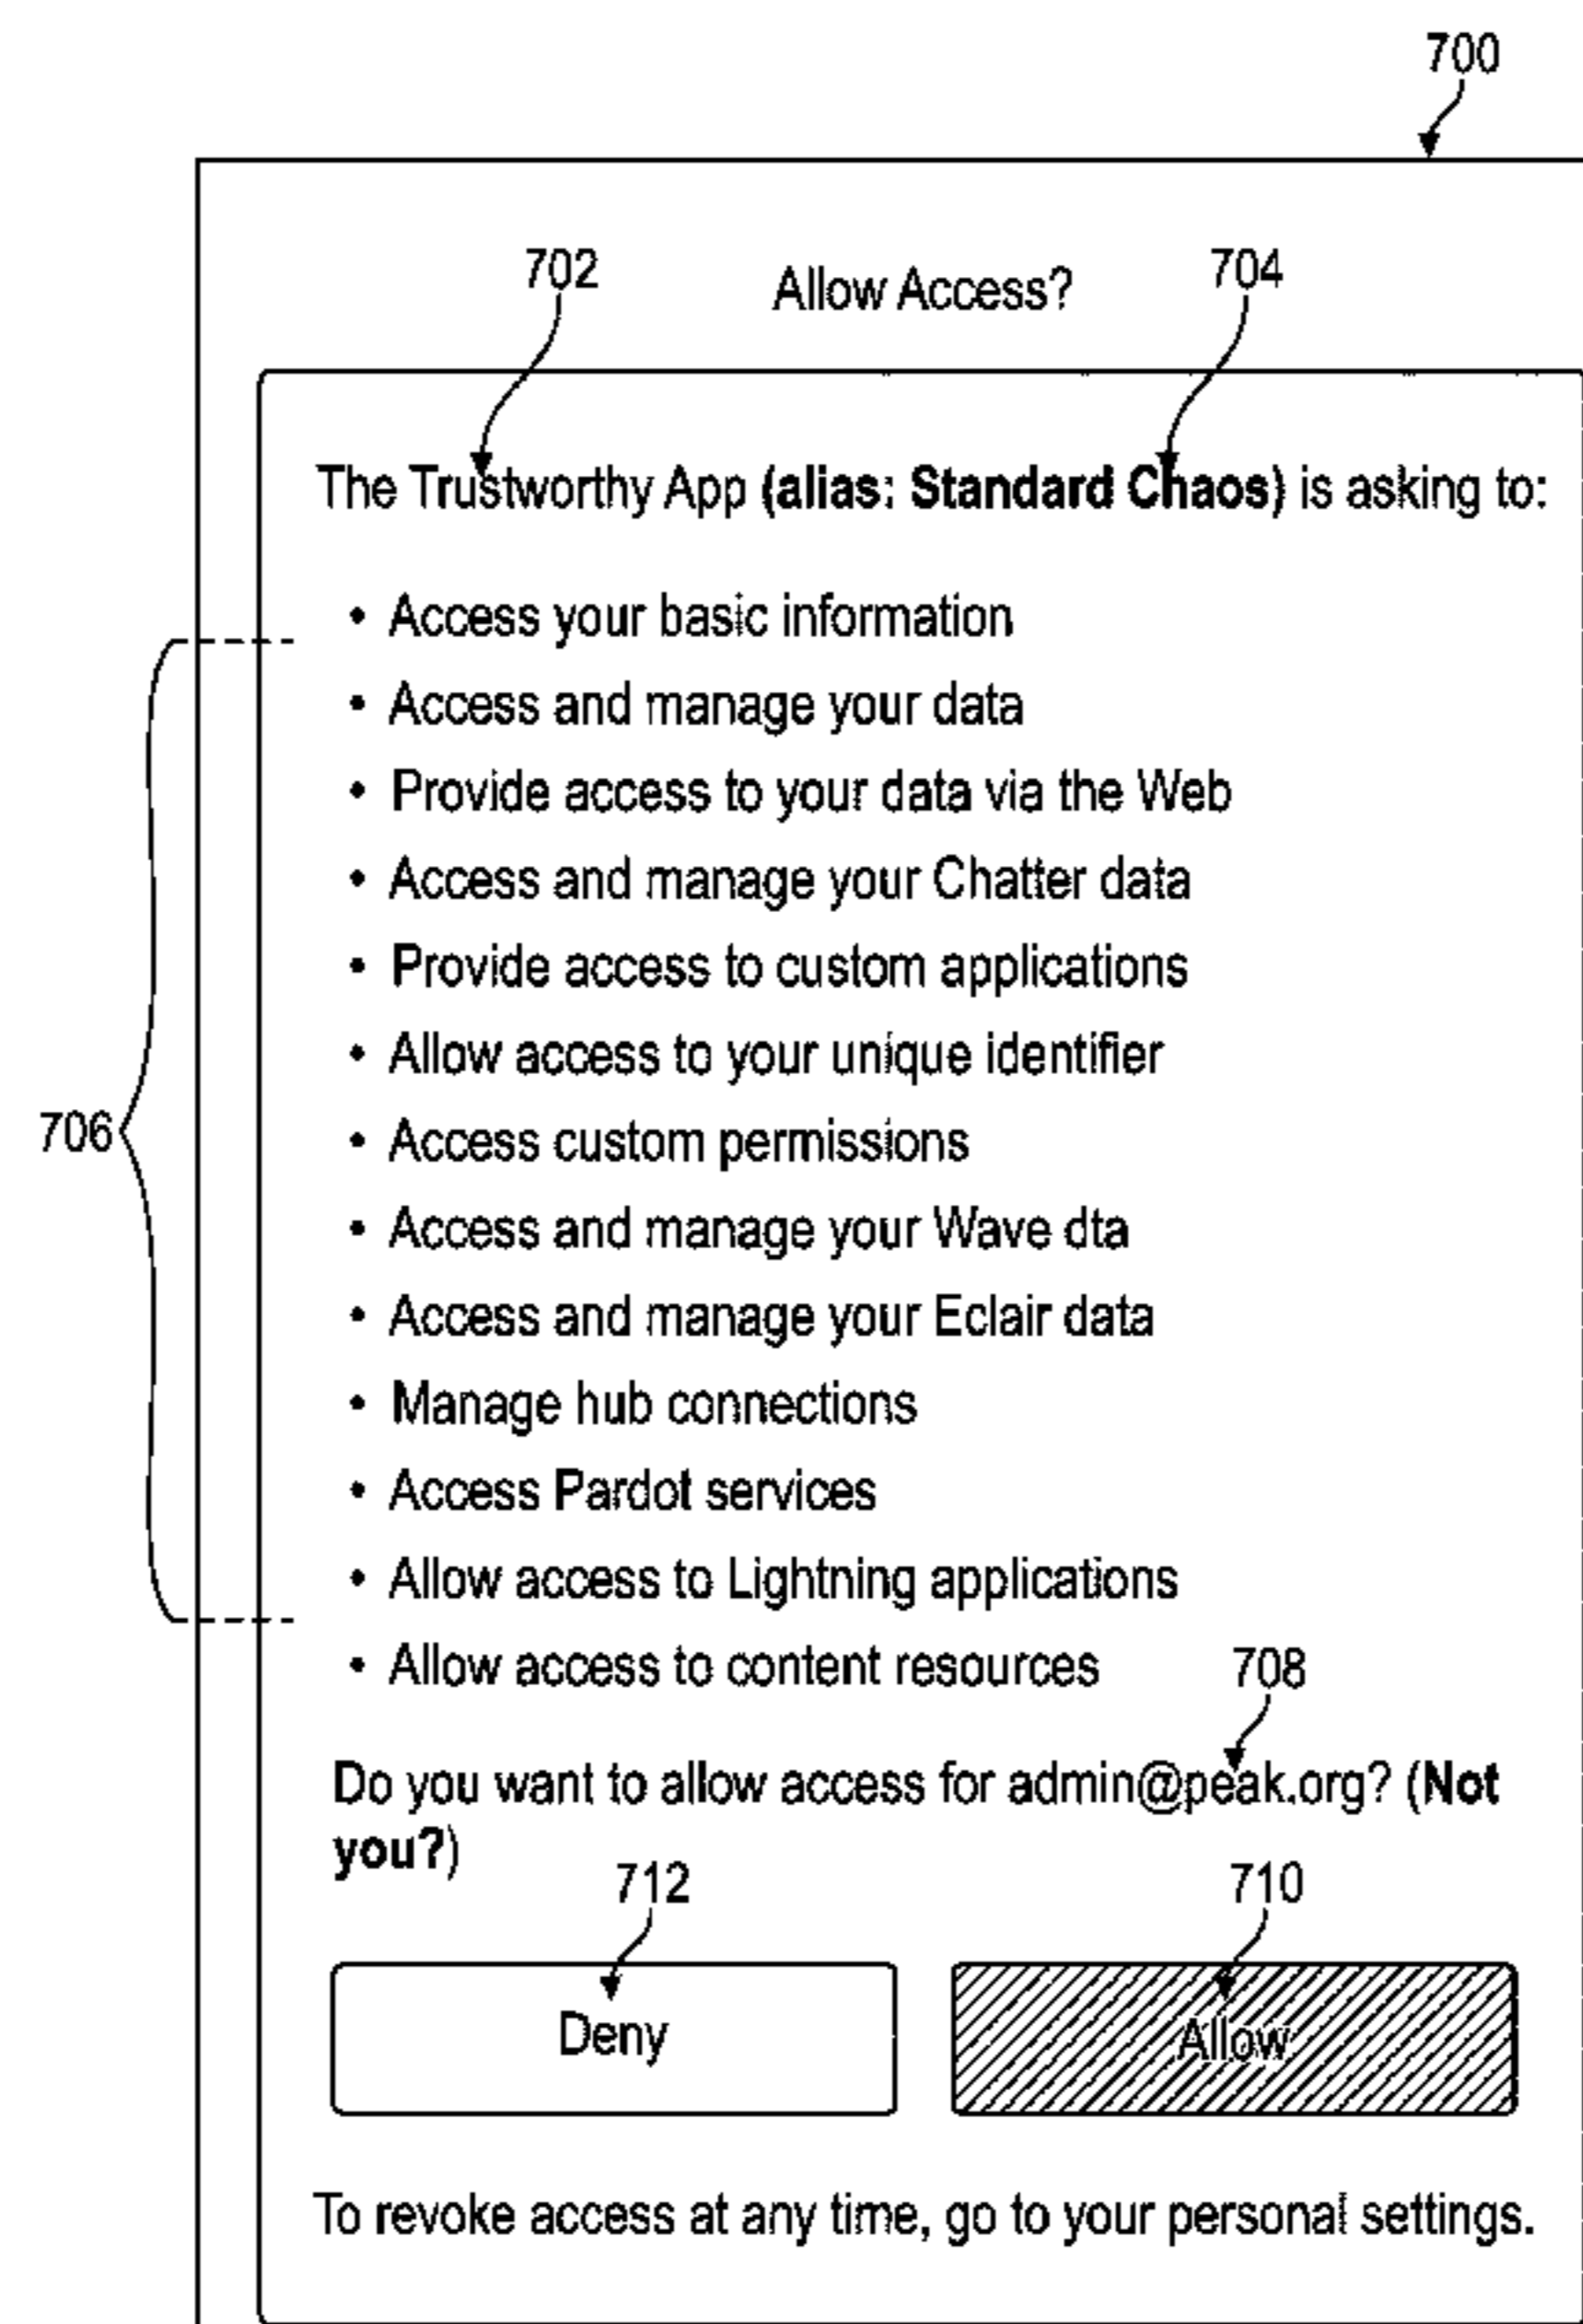 700
702 Allow Access? 704
The Trustworthy App (alias: Standard Chaos) is asking to:
• Access your basic information
• Access and manage your data
• Provide access to your data via the Web
• Access and manage your Chatter data
• Provide access to custom applications
• Allow access to your unique identifier
706
• Access custom permissions
• Access and manage your Wave dta
• Access and manage your Eclair data
• Manage hub connections
• Access Pardot services
• Allow access to Lightning applications
• Allow access to content resources
708
Do you want to allow access for admin@peak.org? (Not
you?)
712 710
Deny Allow
To revoke access at any time, go to your personal settings.